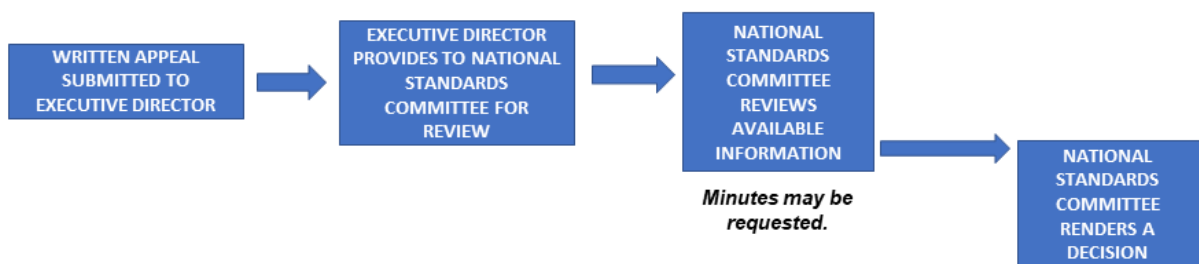 WRITTEN APPEAL
SUBMITTED TO
EXECUTIVE DIRECTOR
EXECUTIVE DIRECTOR
PROVIDES TO NATIONAL
STANDARDS
COMMITTEE FOR
REVIEW
NATIONAL
STANDARDS
COMMITTEE
REVIEWS
AVAILABLE
INFORMATION
Minutes may be
requested.
NATIONAL
STANDARDS
COMMITTEE
RENDERS A
DECISION